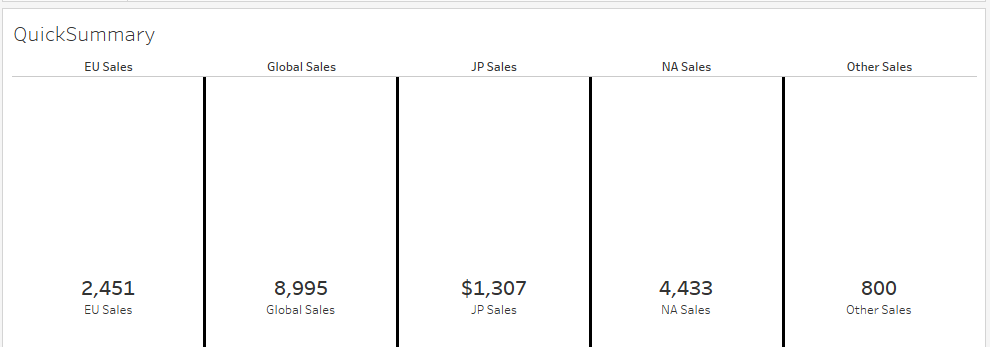 QuickSummary
EU Sales Global Sales JP Sales NA Sales Other Sales
2,451 8,995 $1,307 4,433 800
EU Sales Global Sales JP Sales NA Sales Other Sales